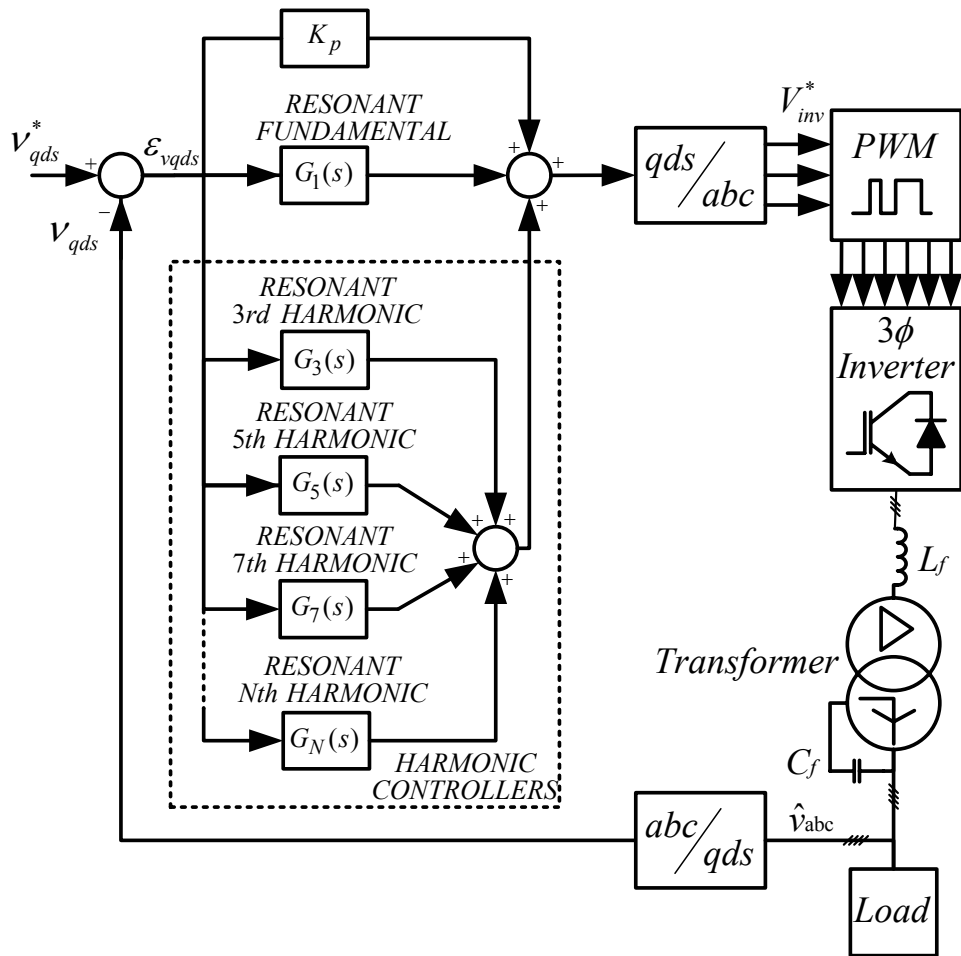 K_p
RESONANT
FUNDAMENTAL
G_1(s)
ν*_qds
+
−
ν_qds
ε_vqds
+
+
+
+
qds/abc
V*_inv
PWM
3ϕ
Inverter
RESONANT
3rd HARMONIC
G_3(s)
RESONANT
5th HARMONIC
G_5(s)
RESONANT
7th HARMONIC
G_7(s)
RESONANT
Nth HARMONIC
G_N(s)
+
+
+
+
HARMONIC
CONTROLLERS
L_f
Transformer
C_f
abc/qds
v̂_abc
Load